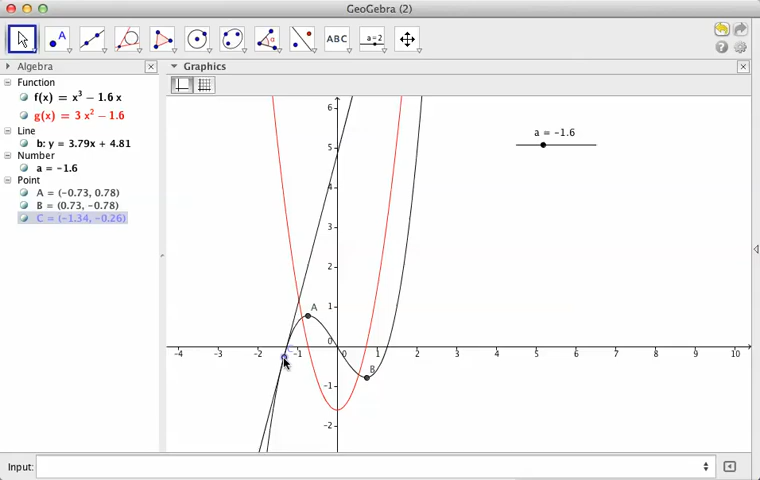 GeoGebra (2)
A
ABC
a = 2
?
Algebra
Graphics
Function
f(x) = x³ − 1.6 x
g(x) = 3 x² − 1.6
Line
b: y = 3.79x + 4.81
Number
a = −1.6
Point
A = (−0.73, 0.78)
B = (0.73, −0.78)
C = (−1.34, −0.26)
a = −1.6
6
5
4
3
2
1
0
−1
−2
A
B
C
−4 −3 −2 −1 0 1 2 3 4 5 6 7 8 9 10
Input: